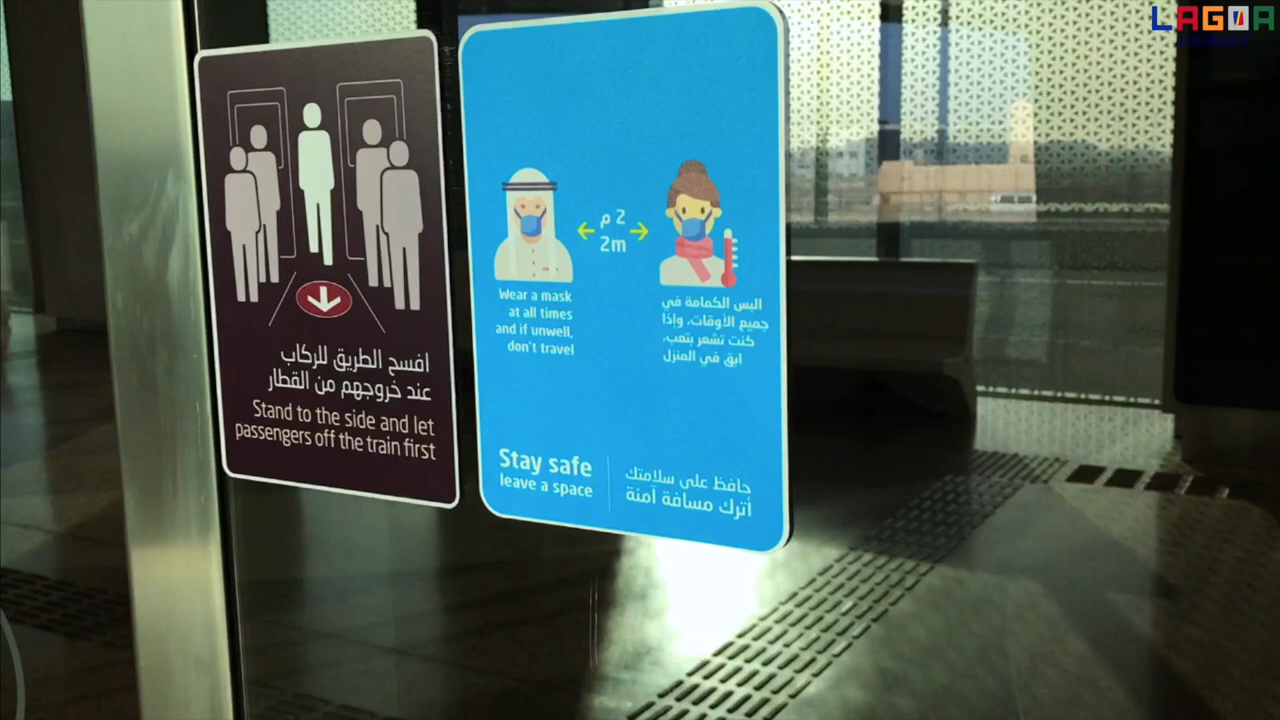 افسح الطريق للركاب
عند خروجهم من القطار
Stand to the side and let
passengers off the train first
2 م
2m
Wear a mask
at all times
and if unwell,
don't travel
البس الكمامة في
جميع الأوقات، وإذا
كنت تشعر بتعب،
ابق في المنزل
Stay safe
leave a space
حافظ على سلامتك
أترك مسافة آمنة
LAGOA